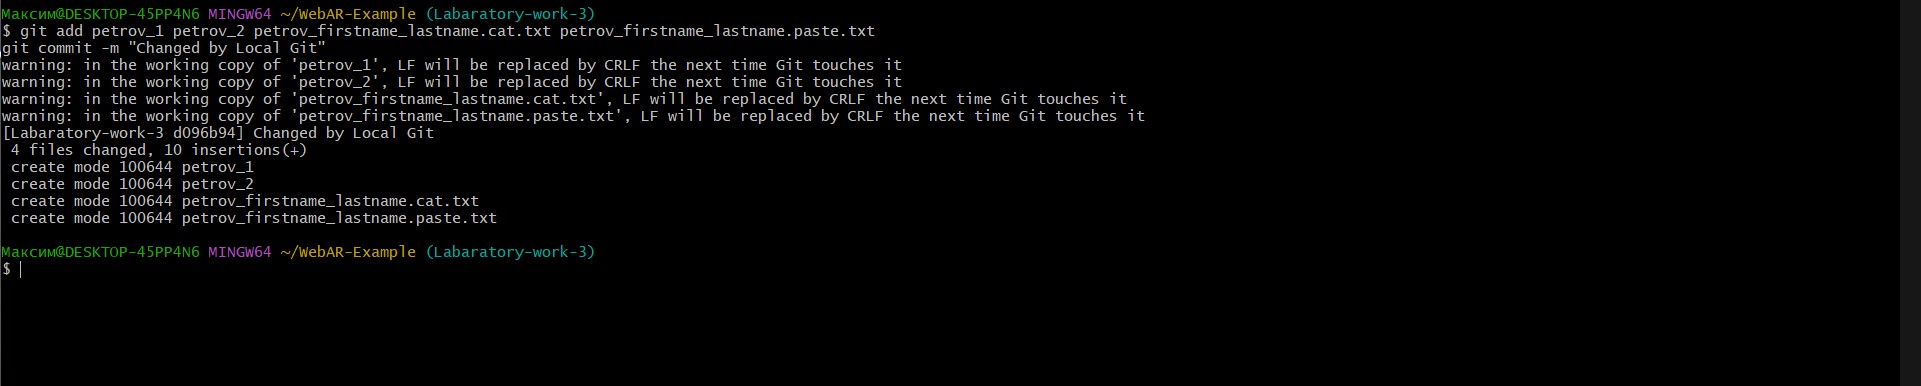 Максим@DESKTOP-45PP4N6 MINGW64 ~/WebAR-Example (Labaratory-work-3)
$ git add petrov_1 petrov_2 petrov_firstname_lastname.cat.txt petrov_firstname_lastname.paste.txt
git commit -m "Changed by Local Git"
warning: in the working copy of 'petrov_1', LF will be replaced by CRLF the next time Git touches it
warning: in the working copy of 'petrov_2', LF will be replaced by CRLF the next time Git touches it
warning: in the working copy of 'petrov_firstname_lastname.cat.txt', LF will be replaced by CRLF the next time Git touches it
warning: in the working copy of 'petrov_firstname_lastname.paste.txt', LF will be replaced by CRLF the next time Git touches it
[Labaratory-work-3 d096b94] Changed by Local Git
 4 files changed, 10 insertions(+)
 create mode 100644 petrov_1
 create mode 100644 petrov_2
 create mode 100644 petrov_firstname_lastname.cat.txt
 create mode 100644 petrov_firstname_lastname.paste.txt
Максим@DESKTOP-45PP4N6 MINGW64 ~/WebAR-Example (Labaratory-work-3)
$